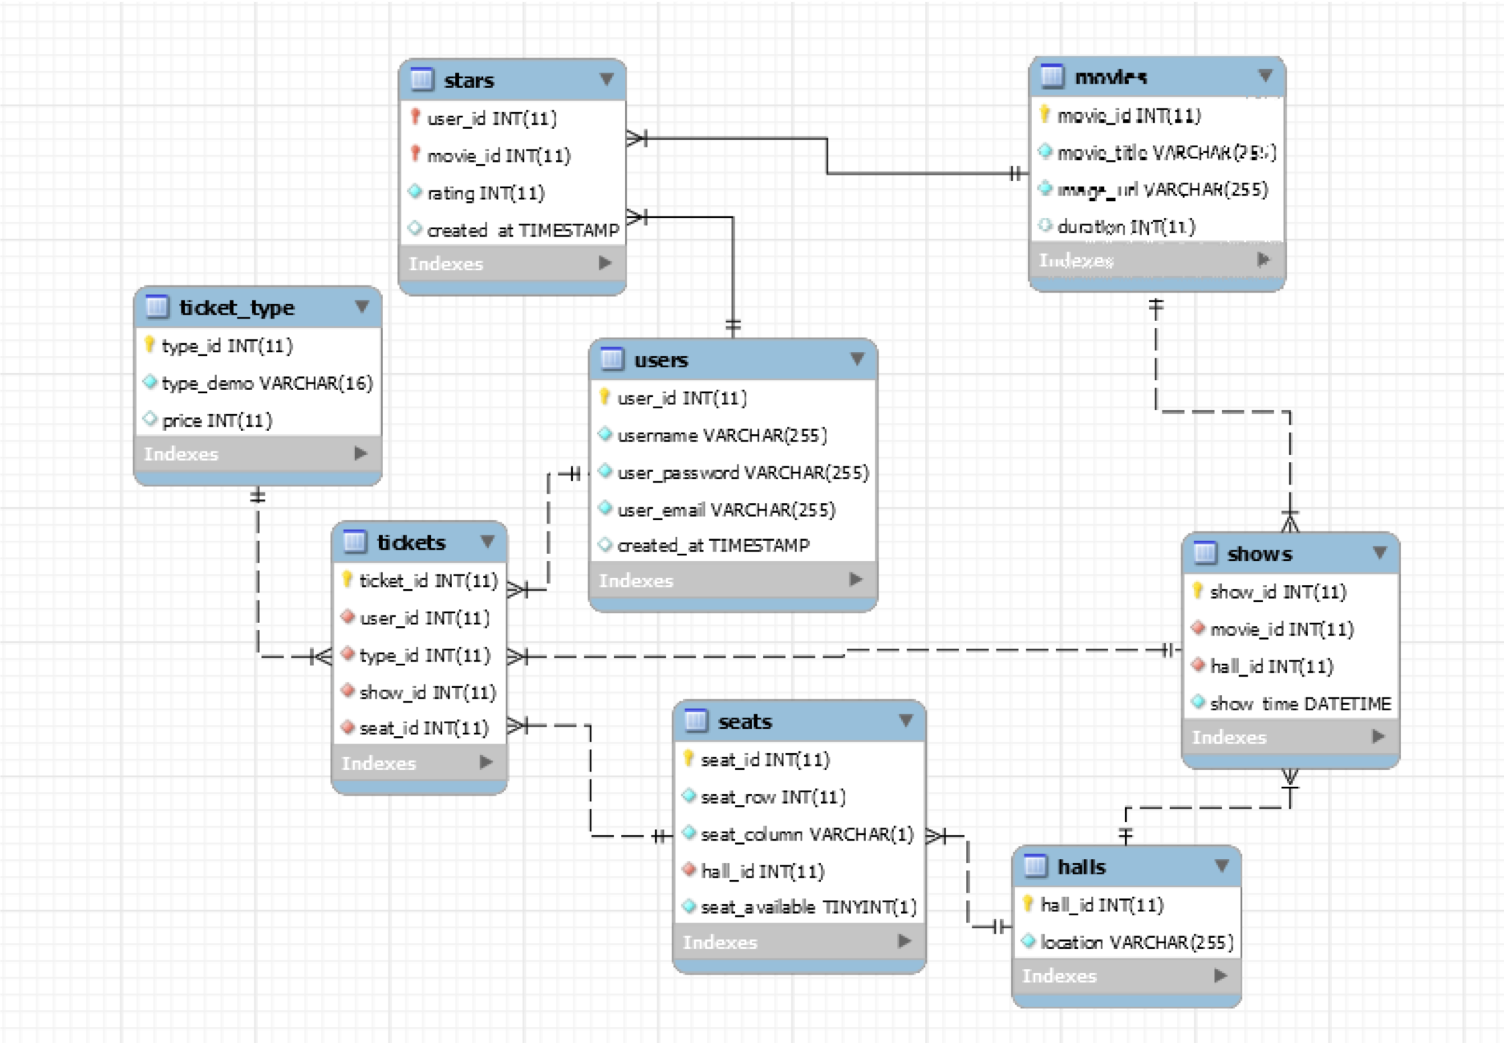 stars
user_id INT(11)
movie_id INT(11)
rating INT(11)
created_at TIMESTAMP
Indexes
movies
movie_id INT(11)
movie_title VARCHAR(255)
image_url VARCHAR(255)
duration INT(11)
Indexes
ticket_type
type_id INT(11)
type_demo VARCHAR(16)
price INT(11)
Indexes
users
user_id INT(11)
username VARCHAR(255)
user_password VARCHAR(255)
user_email VARCHAR(255)
created_at TIMESTAMP
Indexes
tickets
ticket_id INT(11)
user_id INT(11)
type_id INT(11)
show_id INT(11)
seat_id INT(11)
Indexes
shows
show_id INT(11)
movie_id INT(11)
hall_id INT(11)
show_time DATETIME
Indexes
seats
seat_id INT(11)
seat_row INT(11)
seat_column VARCHAR(1)
hall_id INT(11)
seat_available TINYINT(1)
Indexes
halls
hall_id INT(11)
location VARCHAR(255)
Indexes